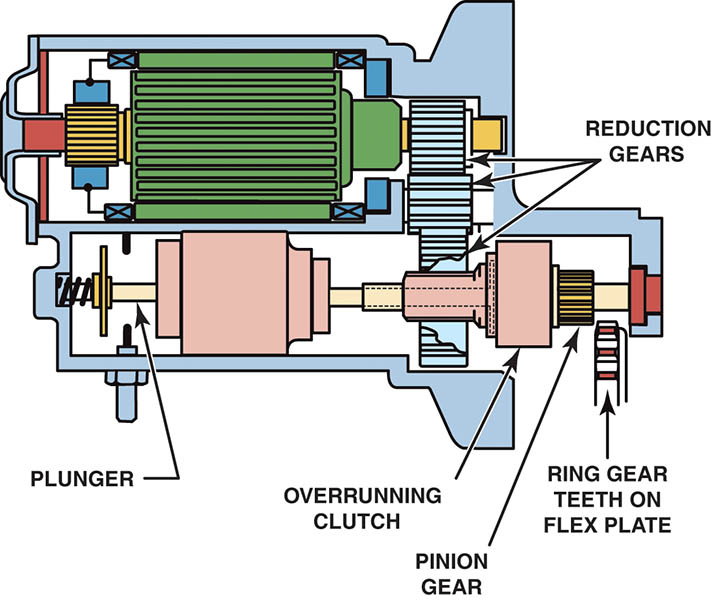 REDUCTION
GEARS
PLUNGER
OVERRUNNING
CLUTCH
PINION
GEAR
RING GEAR
TEETH ON
FLEX PLATE